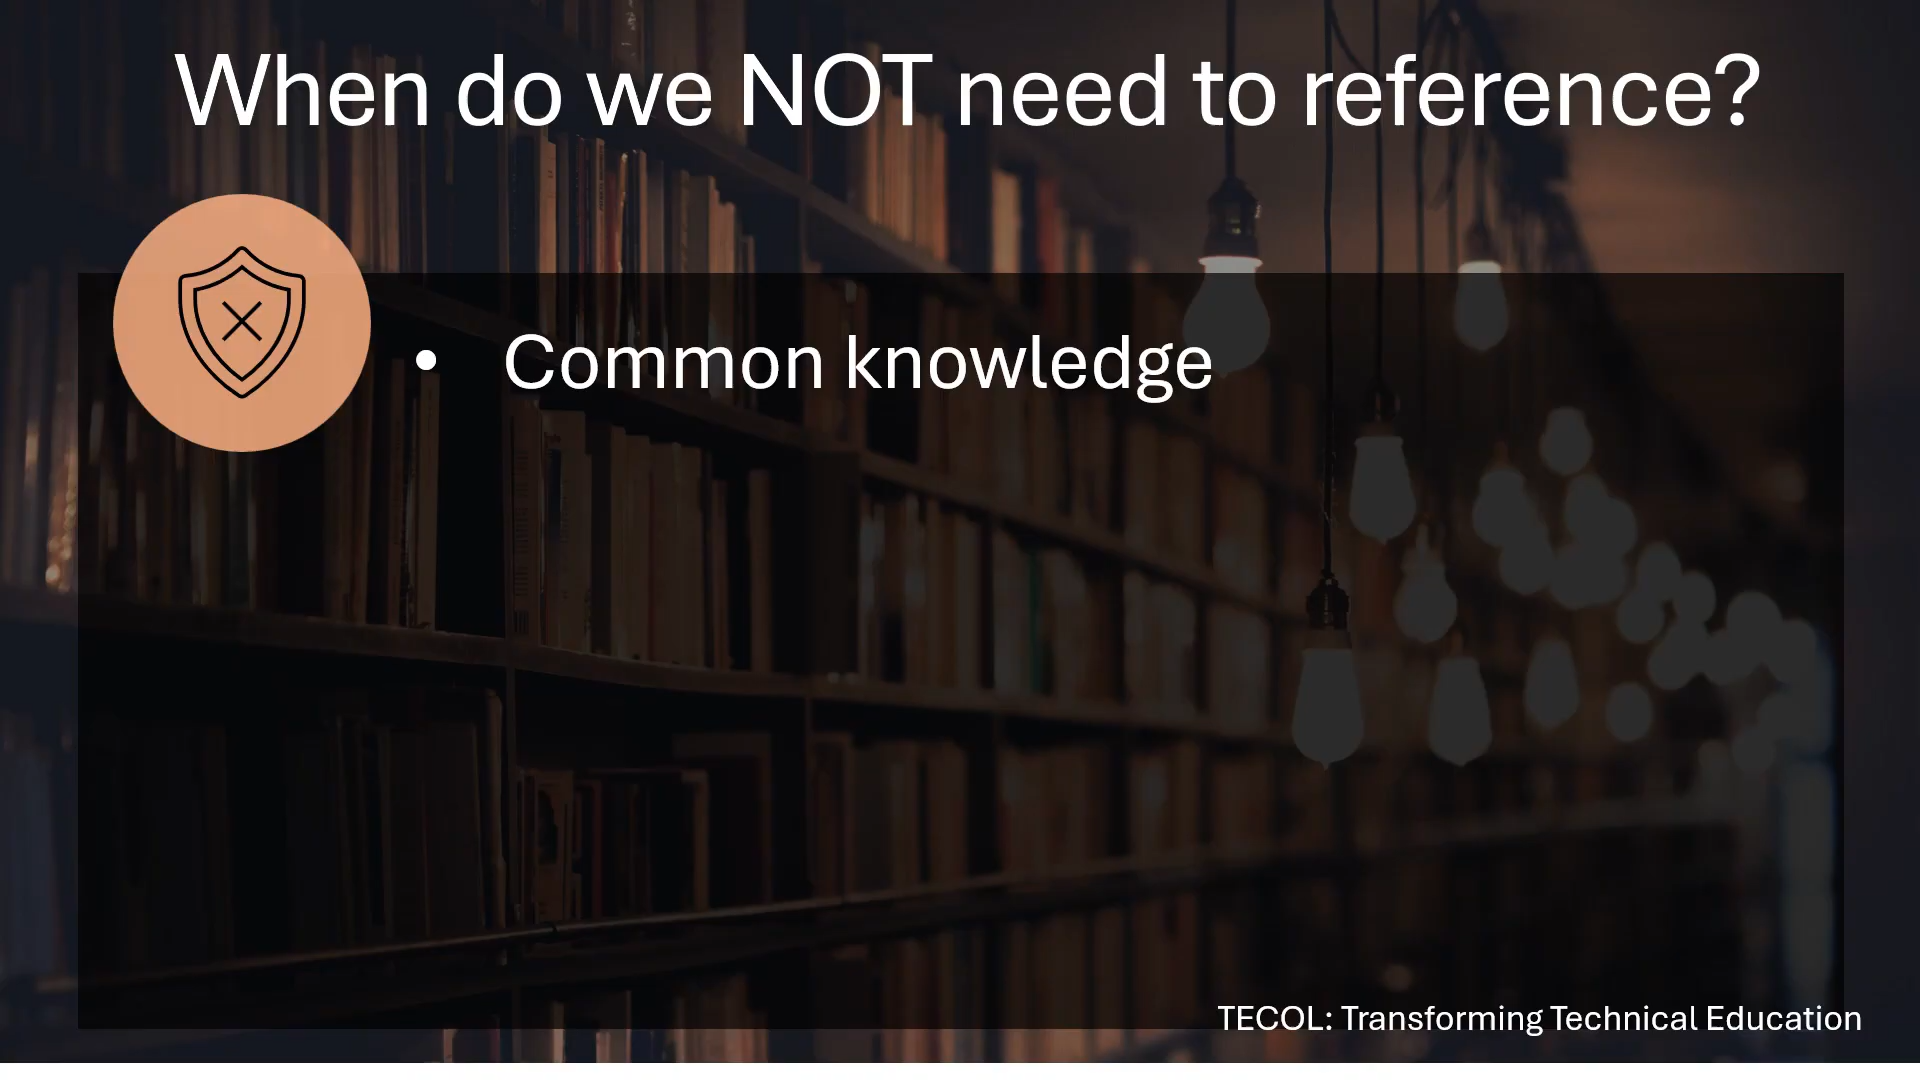 When do we NOT need to reference?
• Common knowledge
TECOL: Transforming Technical Education